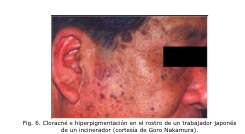 Fig. 6. Cloracné e hiperpigmentación en el rostro de un trabajador japonés
de un incinerador (cortesía de Goro Nakamura).